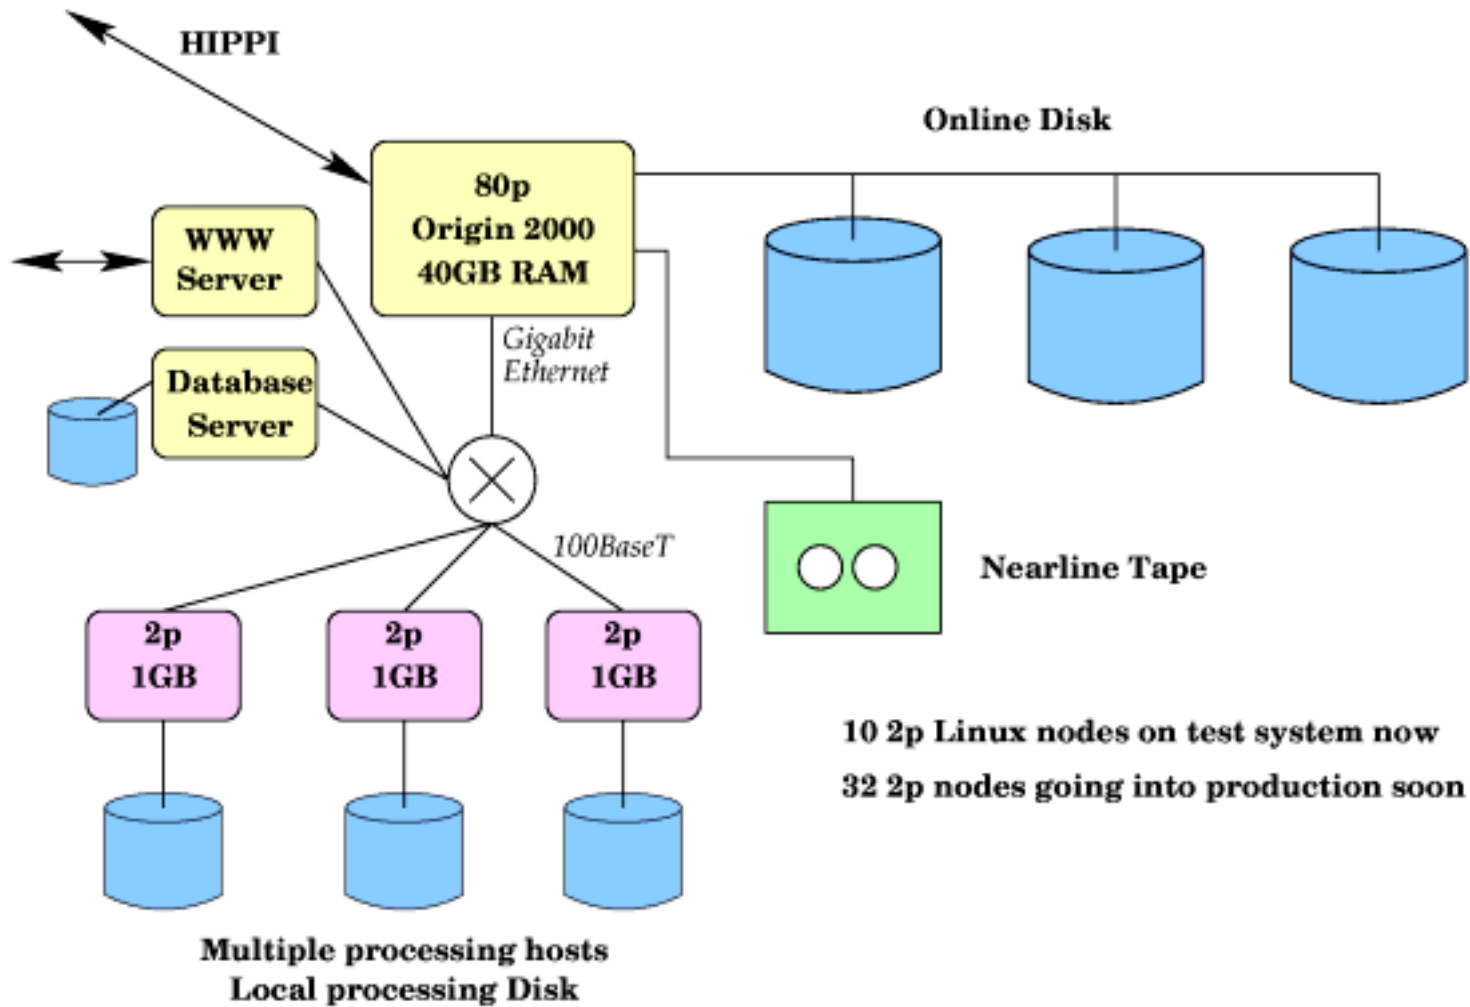 HIPPI
Online Disk
80p
Origin 2000
40GB RAM
WWW
Server
Gigabit
Ethernet
Database
Server
100BaseT
Nearline Tape
2p
1GB
2p
1GB
2p
1GB
10 2p Linux nodes on test system now
32 2p nodes going into production soon
Multiple processing hosts
Local processing Disk